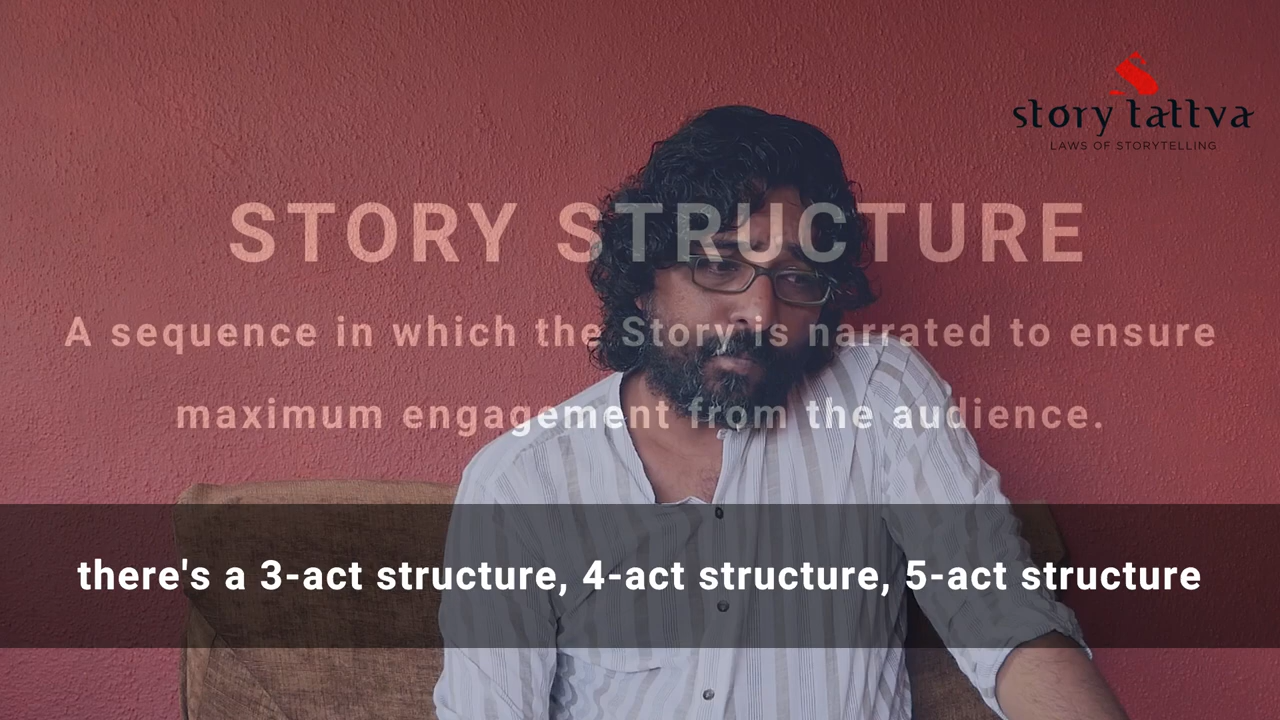 story tattva
LAWS OF STORYTELLING
STORY STRUCTURE
A sequence in which the Story is narrated to ensure
maximum engagement from the audience.
there's a 3-act structure, 4-act structure, 5-act structure